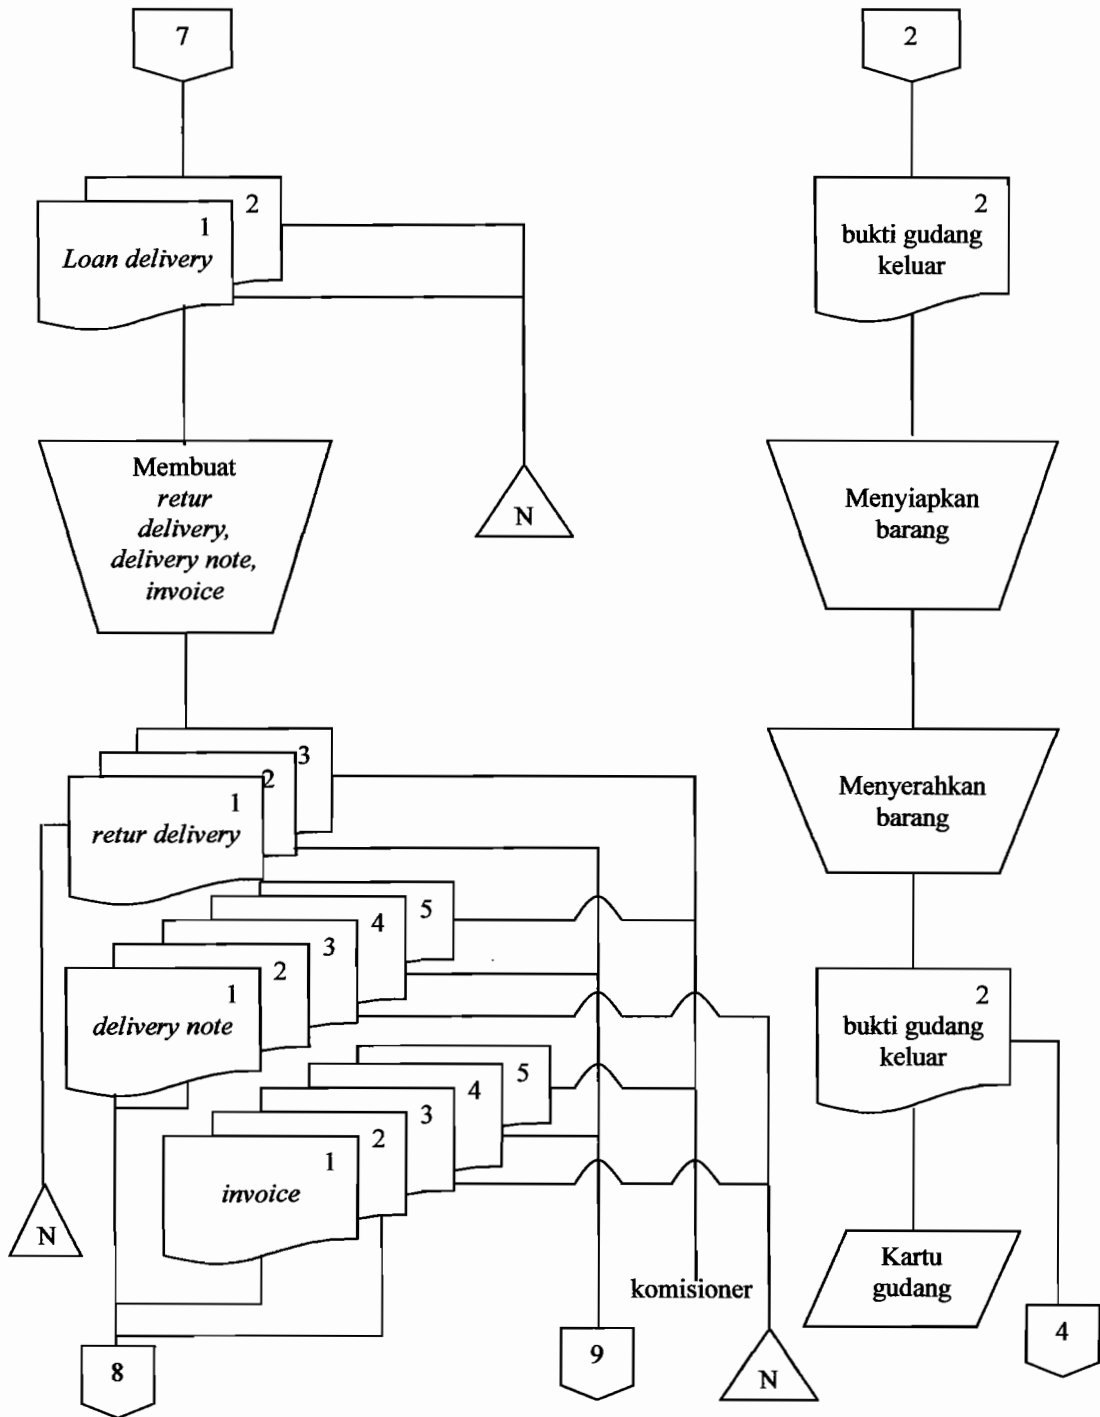 7
2
1
Loan delivery
N
Membuat
retur
delivery,
delivery note,
invoice
3
2
1
retur delivery
5
4
3
2
1
delivery note
5
4
3
2
1
invoice
N
komisioner
8
9
N
2
2
bukti gudang
keluar
Menyiapkan
barang
Menyerahkan
barang
2
bukti gudang
keluar
Kartu
gudang
4